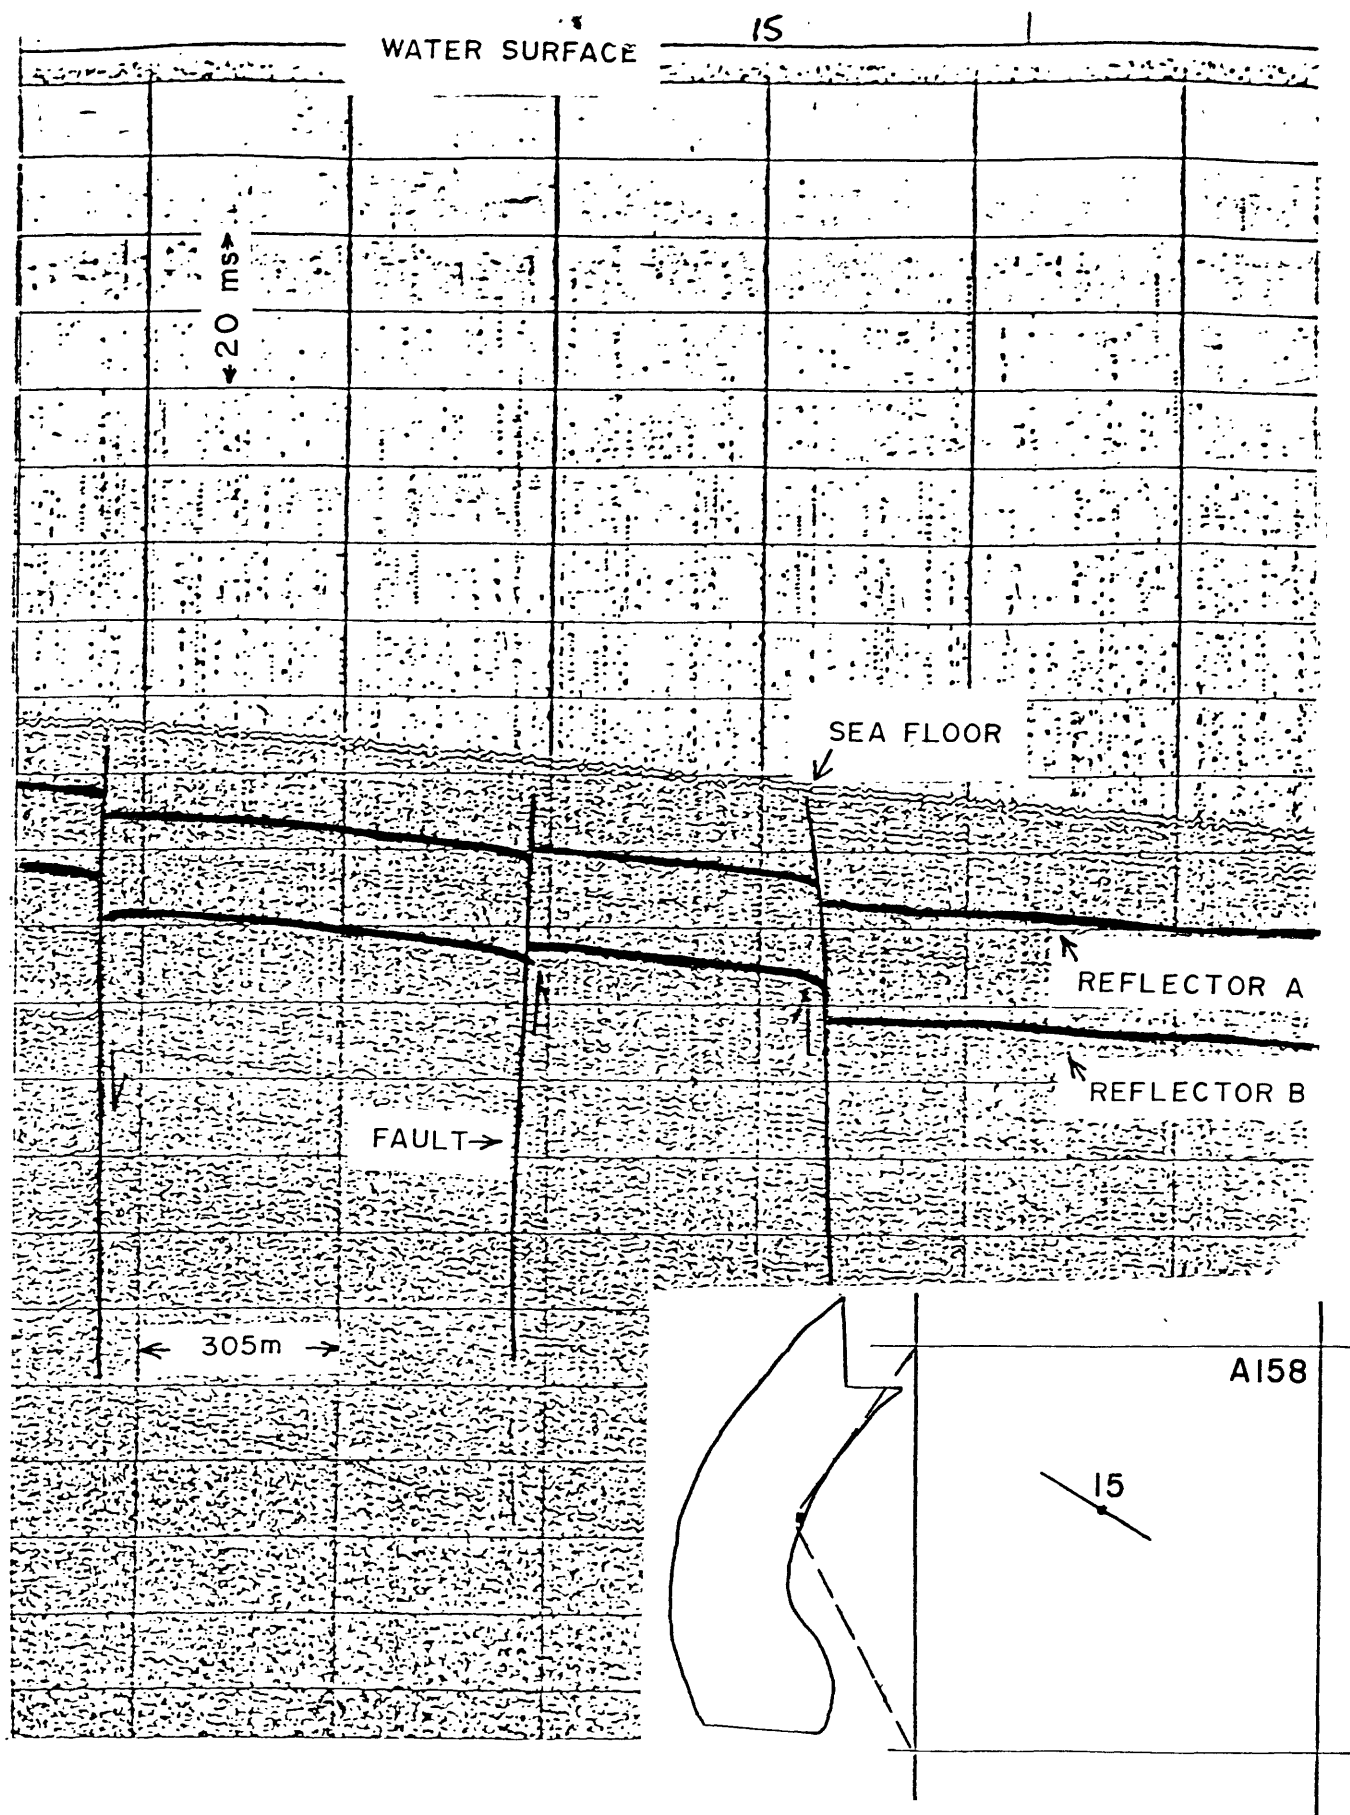 15
WATER SURFACE
20 ms
SEA FLOOR
REFLECTOR A
REFLECTOR B
FAULT
305m
A158
15